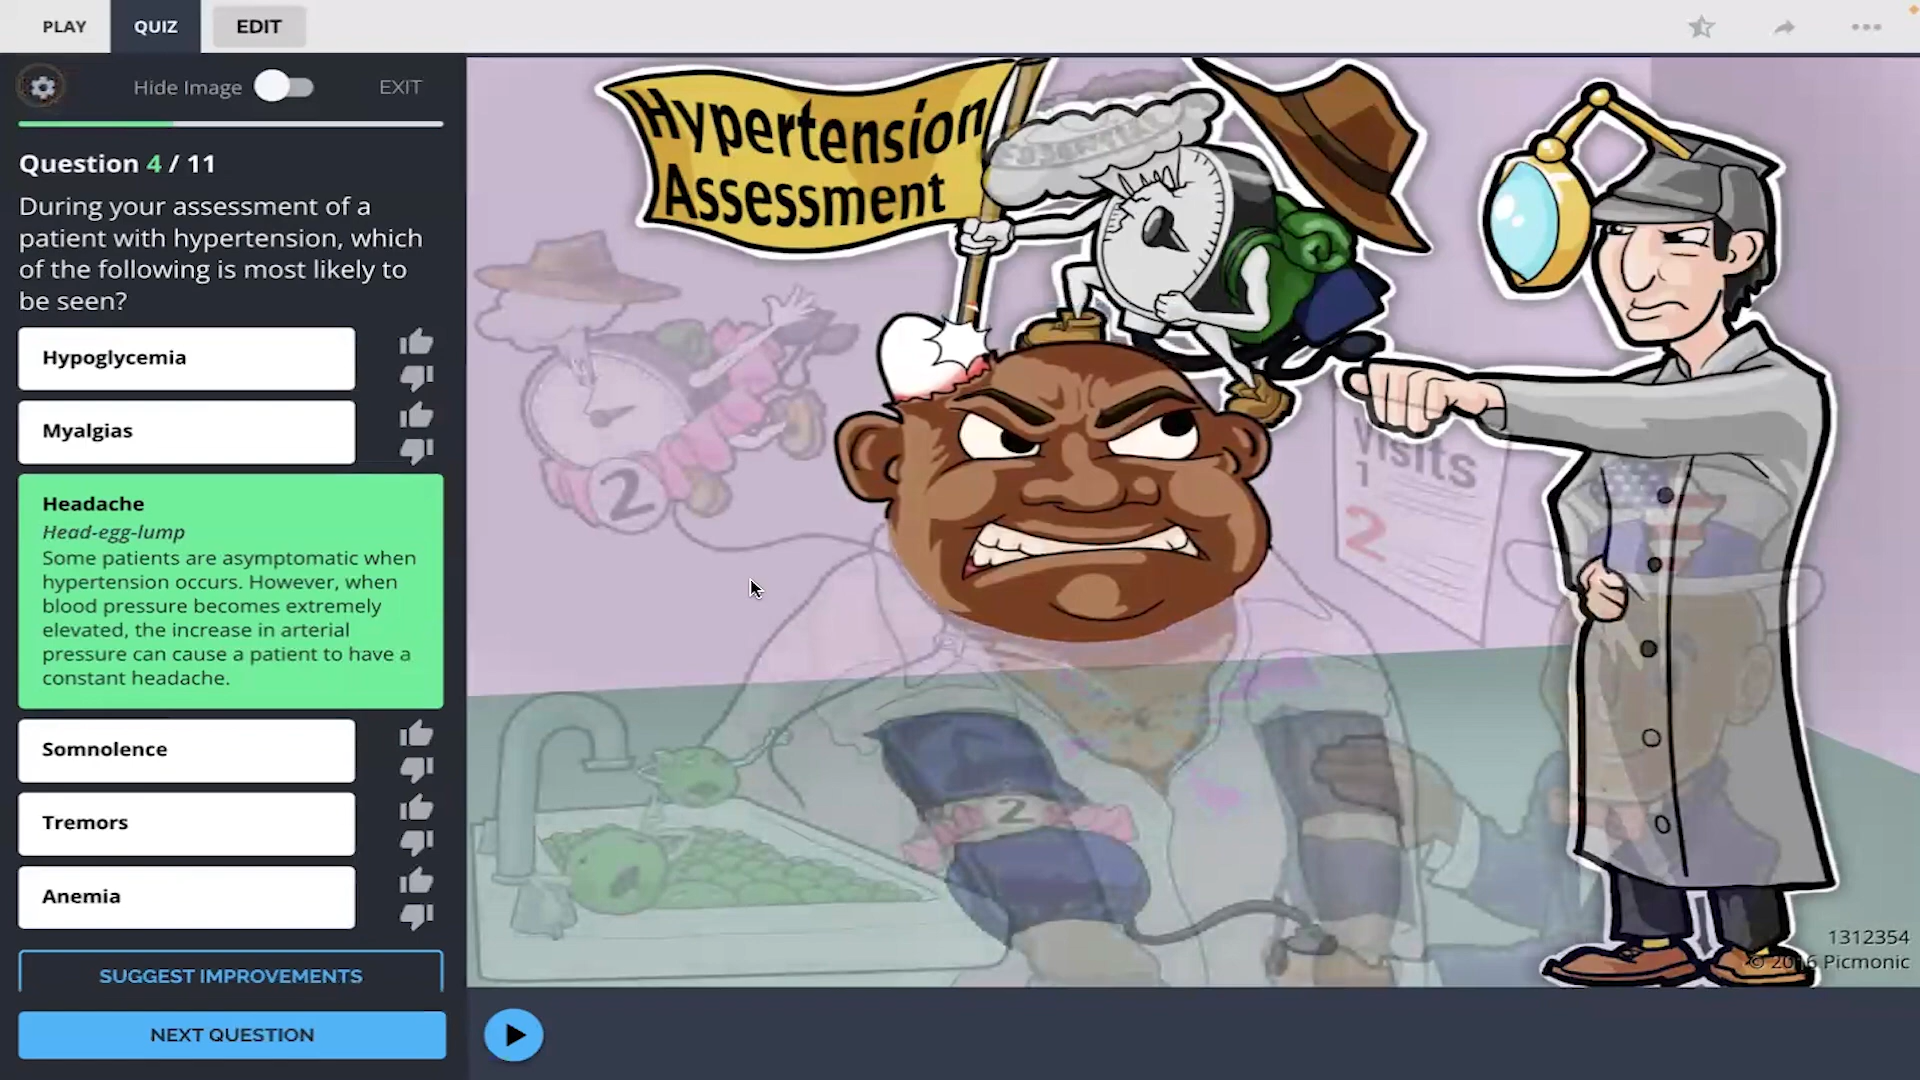 PLAY QUIZ EDIT
Hide Image EXIT
Question 4 / 11
During your assessment of a
patient with hypertension, which
of the following is most likely to
be seen?
Hypoglycemia
Myalgias
Headache
Head-egg-lump
Some patients are asymptomatic when
hypertension occurs. However, when
blood pressure becomes extremely
elevated, the increase in arterial
pressure can cause a patient to have a
constant headache.
Somnolence
Tremors
Anemia
SUGGEST IMPROVEMENTS
NEXT QUESTION
Hypertension
Assessment
2
Visits
1
2
2
1312354
© 2016 Picmonic